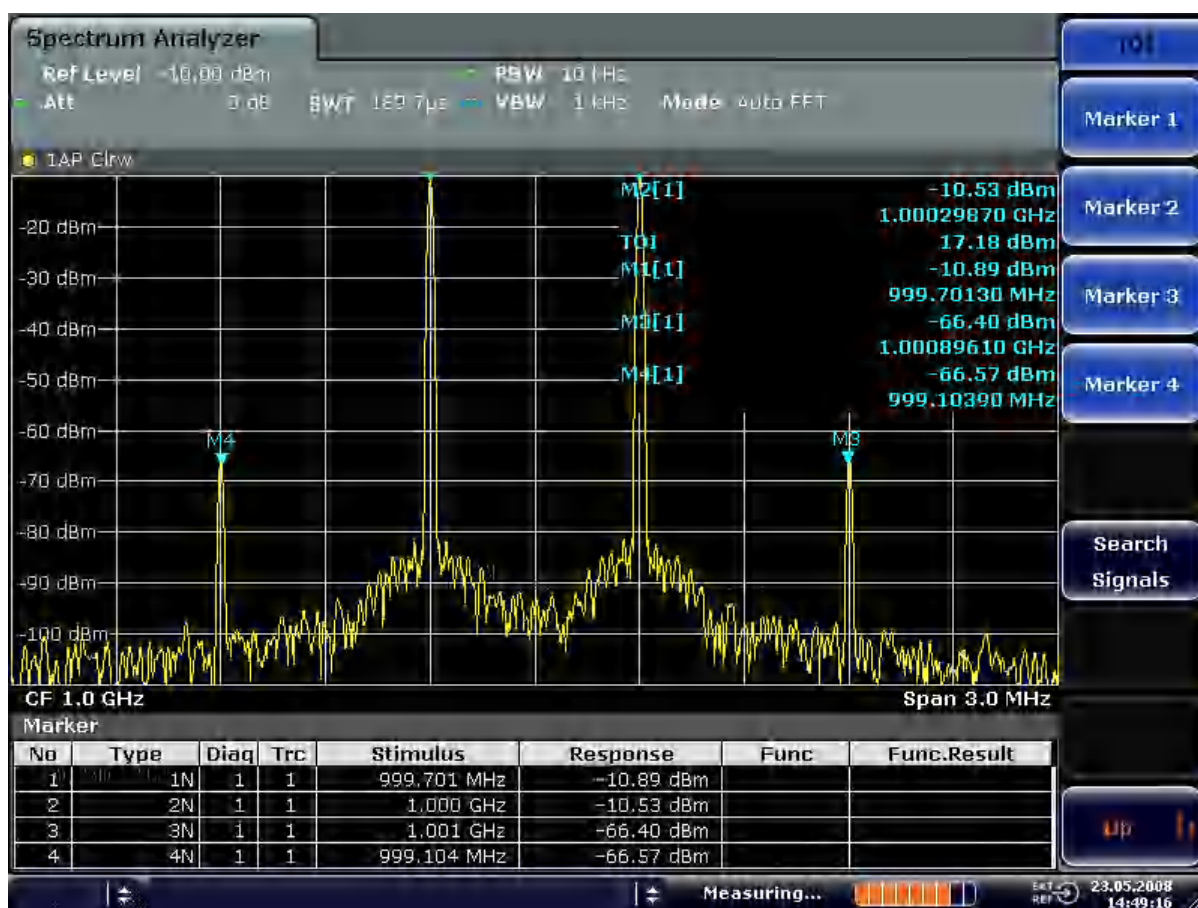 Spectrum Analyzer
Ref Level -10.00 dBm RBW 10 kHz
Att 0 dB SWT 189.7µs VBW 1 kHz Mode Auto FFT
1AP Clrw
M2[1] -10.53 dBm
1.00029870 GHz
TOI 17.18 dBm
M1[1] -10.89 dBm
999.70130 MHz
M3[1] -66.40 dBm
1.00089610 GHz
M4[1] -66.57 dBm
999.10390 MHz
-20 dBm
-30 dBm
-40 dBm
-50 dBm
-60 dBm
-70 dBm
-80 dBm
-90 dBm
-100 dBm
M4
M3
CF 1.0 GHz Span 3.0 MHz
Marker
No Type Diag Trc Stimulus Response Func Func.Result
1 1N 1 1 999.701 MHz -10.89 dBm
2 2N 1 1 1.000 GHz -10.53 dBm
3 3N 1 1 1.001 GHz -66.40 dBm
4 4N 1 1 999.104 MHz -66.57 dBm
Measuring...
EXT REF
23.05.2008
14:49:16
TOI
Marker 1
Marker 2
Marker 3
Marker 4
Search
Signals
Up